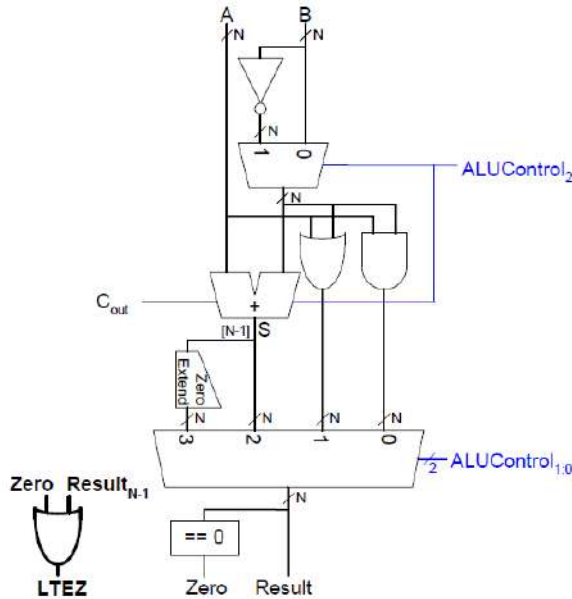 A B
N N
N
1 0
ALUControl2
N
Cout
+
[N-1] S
Zero
Extend
N N N N
3 2 1 0
2 ALUControl1:0
Zero ResultN-1
N
== 0
LTEZ
Zero Result